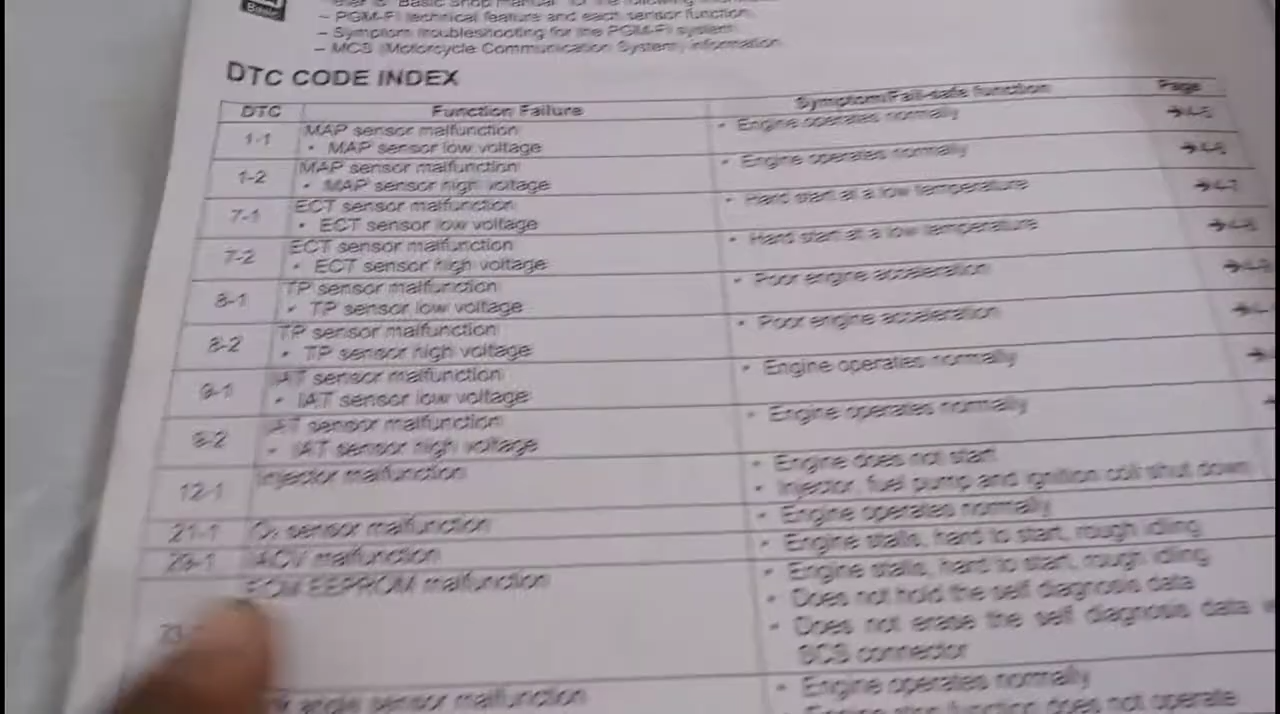 Basic
– PGM-FI technical feature and each sensor function.
– Symptom troubleshooting for the PGM-FI system
– MCS (Motorcycle Communication System) information
DTC CODE INDEX
DTC Function Failure Symptom/Fail-safe function Page
1-1 MAP sensor malfunction • Engine operates normally
• MAP sensor low voltage
1-2 MAP sensor malfunction • Engine operates normally
• MAP sensor high voltage
7-1 ECT sensor malfunction • Hard start at a low temperature
• ECT sensor low voltage
7-2 ECT sensor malfunction • Hard start at a low temperature
• ECT sensor high voltage
8-1 TP sensor malfunction • Poor engine acceleration
• TP sensor low voltage
8-2 TP sensor malfunction • Poor engine acceleration
• TP sensor high voltage
9-1 IAT sensor malfunction • Engine operates normally
• IAT sensor low voltage
IAT sensor malfunction • Engine operates normally
• IAT sensor high voltage
12-1 Injector malfunction • Engine does not start
• Injector, fuel pump and ignition coil shut down
21-1 O₂ sensor malfunction • Engine operates normally
IACV malfunction • Engine stalls, hard to start, rough idling
ECM EEPROM malfunction • Engine stalls, hard to start, rough idling
• Does not hold the self diagnosis data
• Does not erase the self diagnosis data
SCS connector
angle sensor malfunction • Engine operates normally
• Engine stop function does not operate